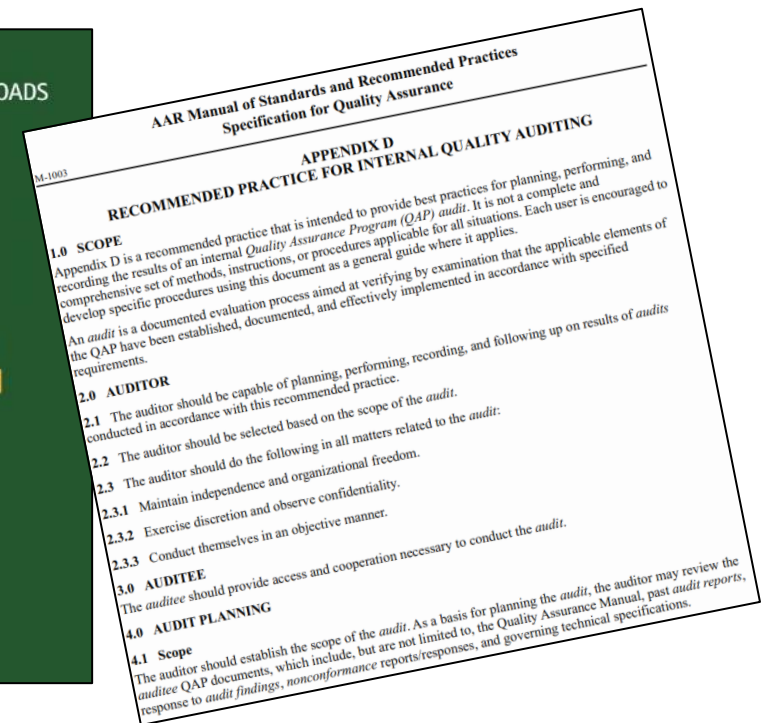 OADS
AAR Manual of Standards and Recommended Practices
Specification for Quality Assurance
M-1003
APPENDIX D
RECOMMENDED PRACTICE FOR INTERNAL QUALITY AUDITING
1.0 SCOPE
Appendix D is a recommended practice that is intended to provide best practices for planning, performing, and
recording the results of an internal Quality Assurance Program (QAP) audit. It is not a complete and
comprehensive set of methods, instructions, or procedures applicable for all situations. Each user is encouraged to
develop specific procedures using this document as a general guide where it applies.
An audit is a documented evaluation process aimed at verifying by examination that the applicable elements of
the QAP have been established, documented, and effectively implemented in accordance with specified
requirements.
2.0 AUDITOR
2.1 The auditor should be capable of planning, performing, recording, and following up on results of audits
conducted in accordance with this recommended practice.
2.2 The auditor should be selected based on the scope of the audit.
2.3 The auditor should do the following in all matters related to the audit:
2.3.1 Maintain independence and organizational freedom.
2.3.2 Exercise discretion and observe confidentiality.
2.3.3 Conduct themselves in an objective manner.
3.0 AUDITEE
The auditee should provide access and cooperation necessary to conduct the audit.
4.0 AUDIT PLANNING
4.1 Scope
The auditor should establish the scope of the audit. As a basis for planning the audit, the auditor may review the
auditee QAP documents, which include, but are not limited to, the Quality Assurance Manual, past audit reports,
response to audit findings, nonconformance reports/responses, and governing technical specifications.